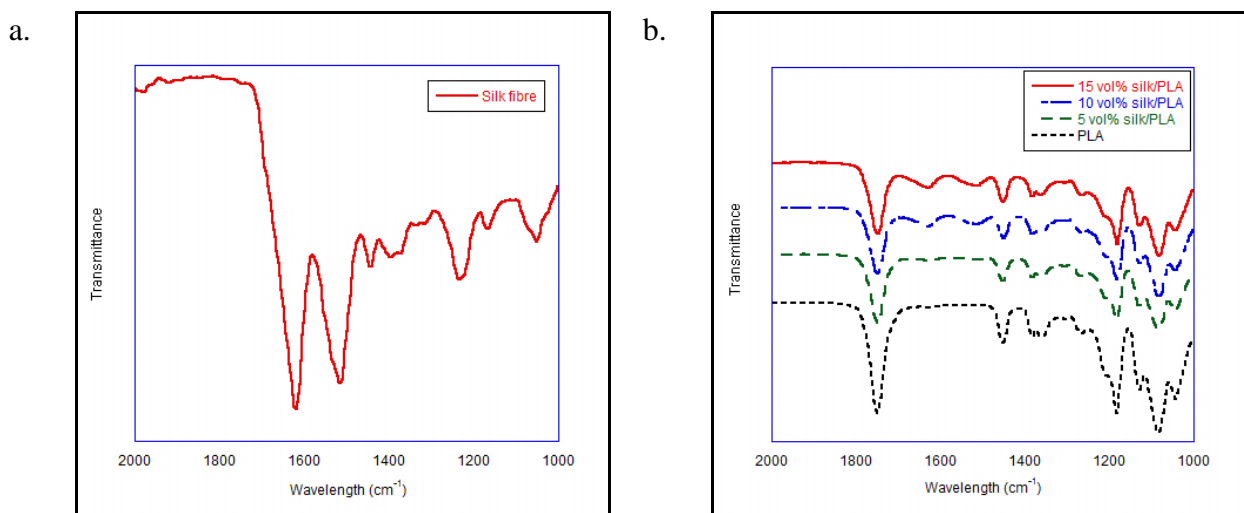 a.
Silk fibre
Transmittance
2000 1800 1600 1400 1200 1000
Wavelength (cm⁻¹)
b.
15 vol% silk/PLA
10 vol% silk/PLA
5 vol% silk/PLA
PLA
Transmittance
2000 1800 1600 1400 1200 1000
Wavelength (cm⁻¹)